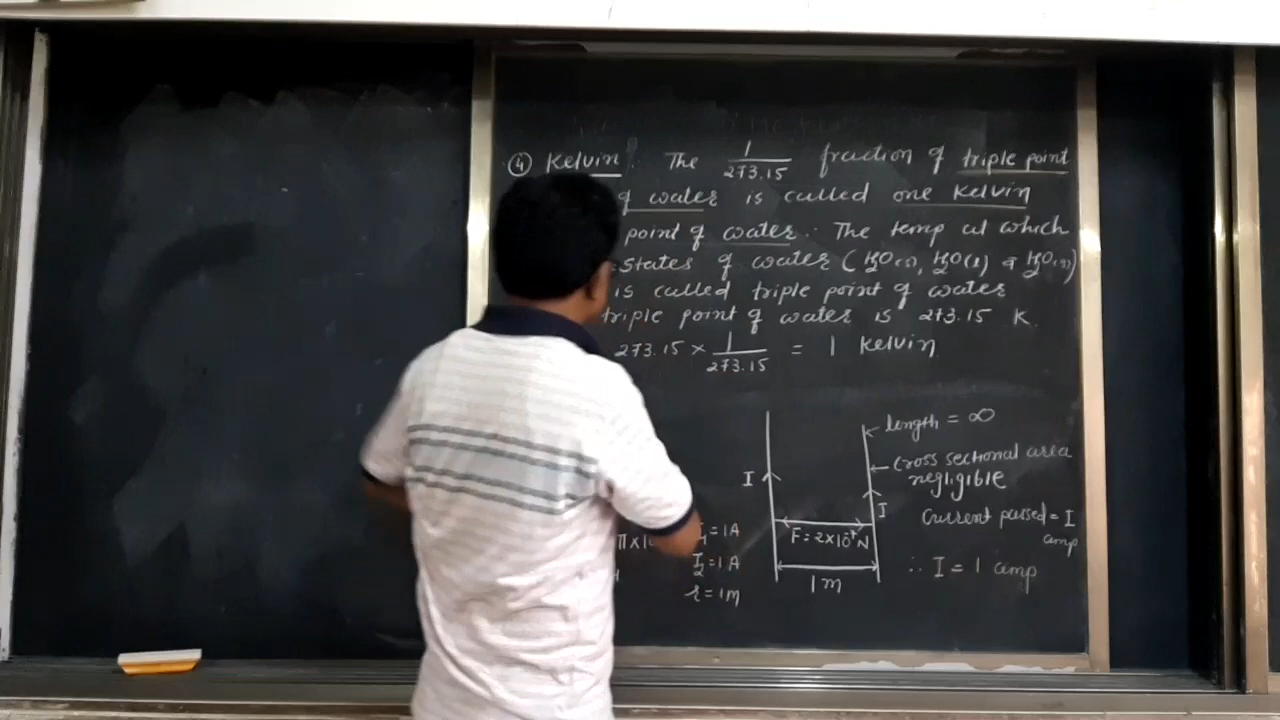 ④ Kelvin : The 1/273.15 fraction of triple point
of water is called one Kelvin
point of water : The temp at which
states of water (H2O(s), H2O(l) & H2O(g))
is called triple point of water
triple point of water is 273.15 K.
273.15 × 1/273.15 = 1 Kelvin
length = ∞
cross sectional area
negligible
I
I
Current passed = I
amp
I1 = 1A
F = 2×10⁻⁷N
π×10
I2 = 1A
∴ I = 1 amp
r = 1m
1 m